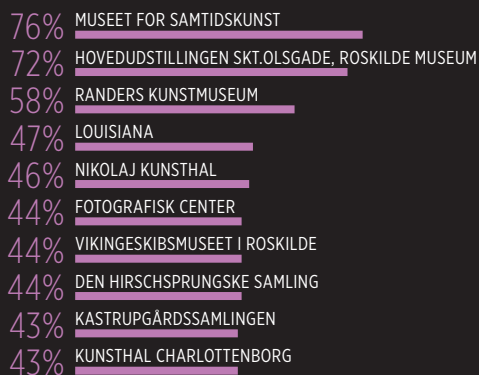 76% MUSEET FOR SAMTIDSKUNST
72% HOVEDUDSTILLINGEN SKT.OLSGADE, ROSKILDE MUSEUM
58% RANDERS KUNSTMUSEUM
47% LOUISIANA
46% NIKOLAJ KUNSTHAL
44% FOTOGRAFISK CENTER
44% VIKINGESKIBSMUSEET I ROSKILDE
44% DEN HIRSCHSPRUNGSKE SAMLING
43% KASTRUPGÅRDSSAMLINGEN
43% KUNSTHAL CHARLOTTENBORG